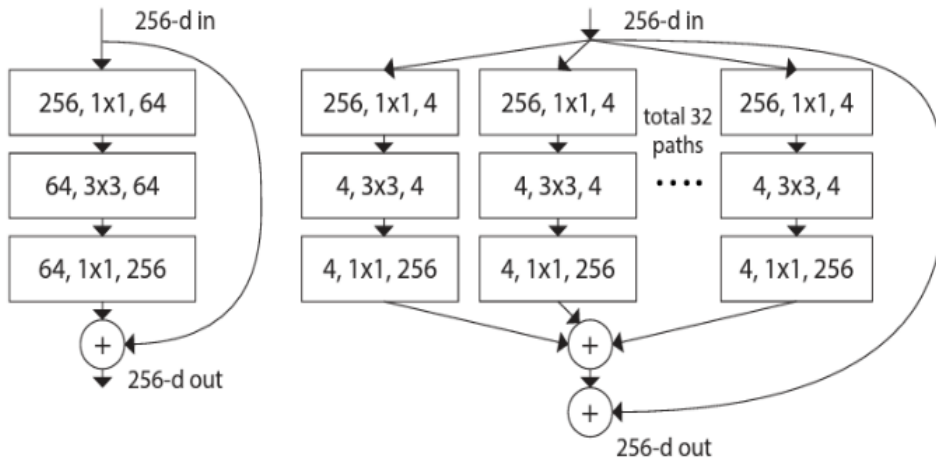 256-d in
256, 1x1, 64
64, 3x3, 64
64, 1x1, 256
+
256-d out
256-d in
256, 1x1, 4
256, 1x1, 4
total 32
paths
256, 1x1, 4
4, 3x3, 4
4, 3x3, 4
....
4, 3x3, 4
4, 1x1, 256
4, 1x1, 256
4, 1x1, 256
+
+
256-d out